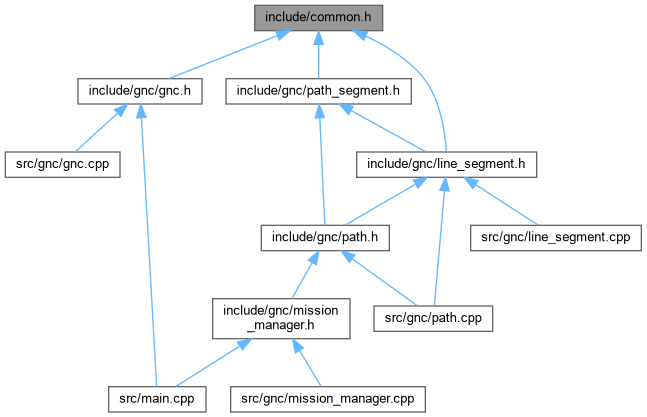 include/common.h
include/gnc/gnc.h
include/gnc/path_segment.h
src/gnc/gnc.cpp
include/gnc/line_segment.h
include/gnc/path.h
src/gnc/line_segment.cpp
include/gnc/mission
_manager.h
src/gnc/path.cpp
src/main.cpp
src/gnc/mission_manager.cpp